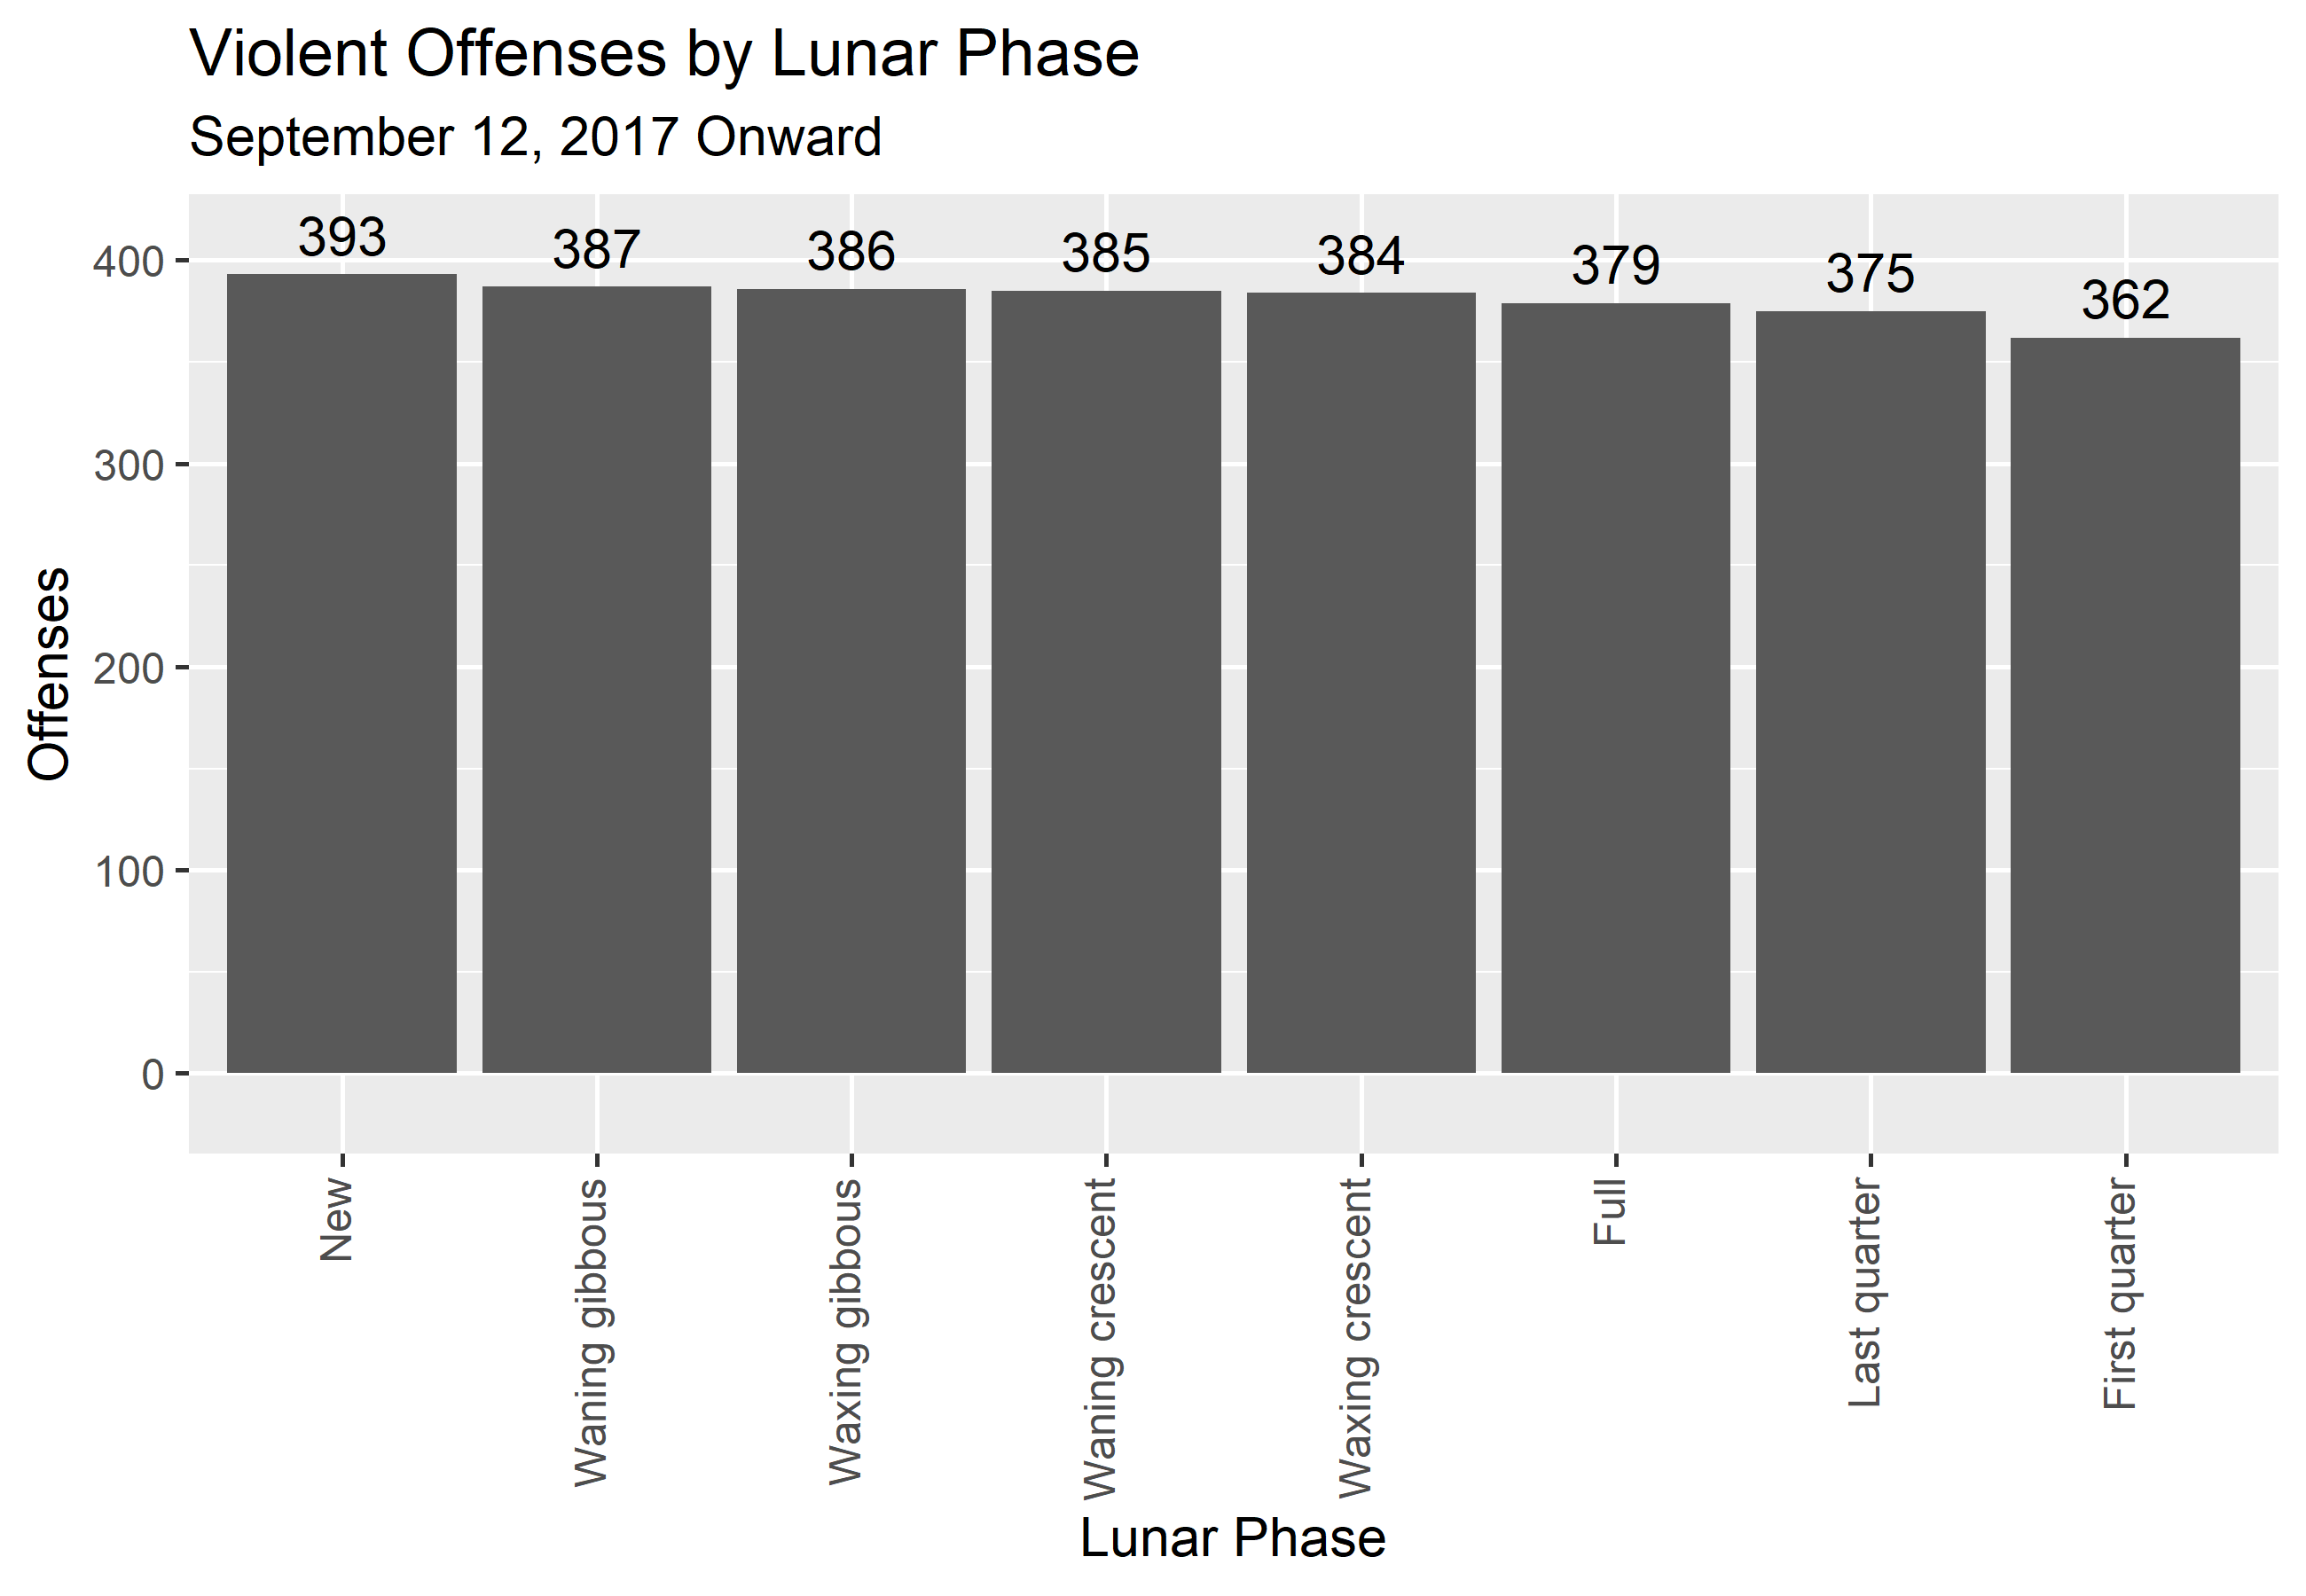 Violent Offenses by Lunar Phase
September 12, 2017 Onward
393
387
386
385
384
379
375
362
400
300
200
100
0
Offenses
New
Waning gibbous
Waxing gibbous
Waning crescent
Waxing crescent
Full
Last quarter
First quarter
Lunar Phase